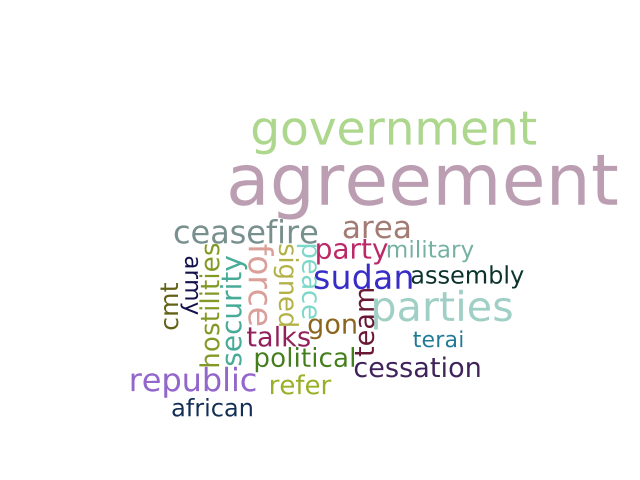 government
agreement
ceasefire
area
party
military
sudan
assembly
parties
cmt
army
hostilities
security
force
signed
peace
gon
team
talks
terai
political
cessation
republic
refer
african